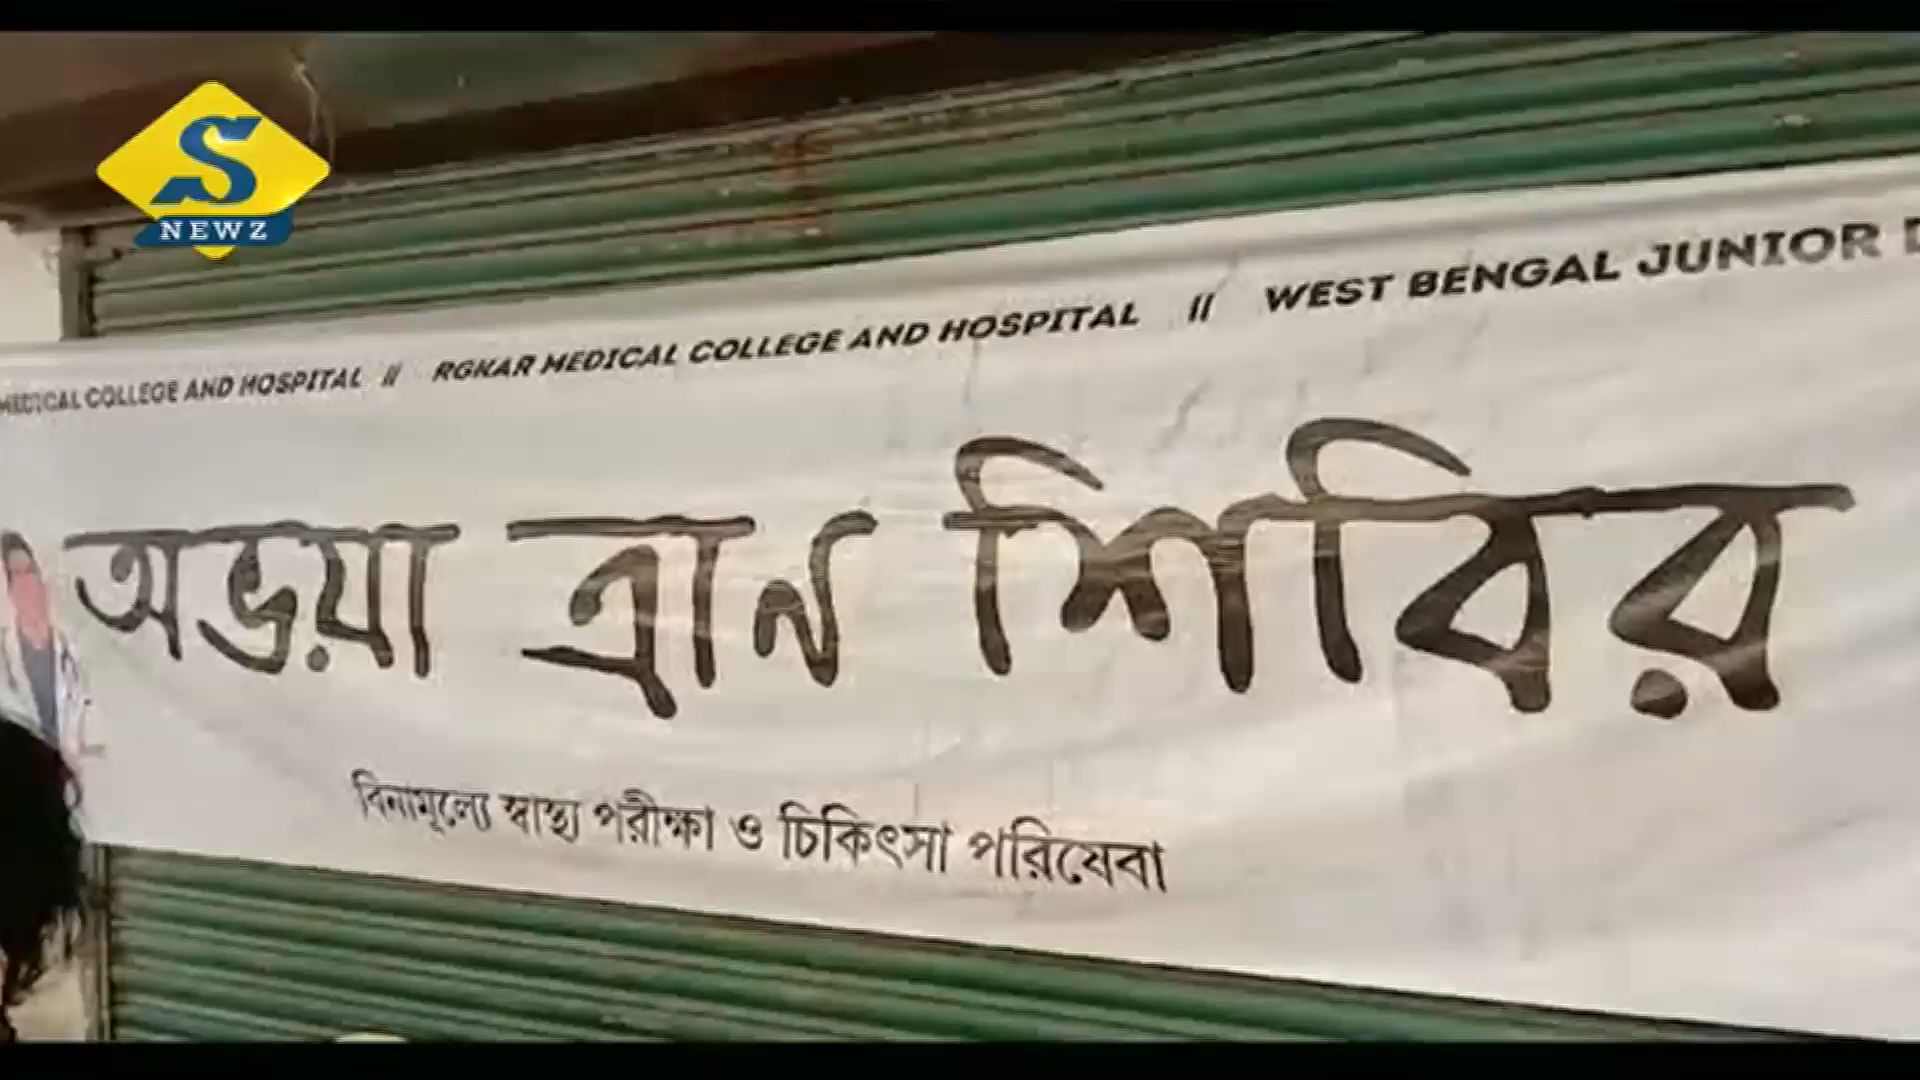 S
NEWZ
MEDICAL COLLEGE AND HOSPITAL // RGKAR MEDICAL COLLEGE AND HOSPITAL // WEST BENGAL JUNIOR
অভয়া ত্রান শিবির
বিনামূল্যে স্বাস্থ্য পরীক্ষা ও চিকিৎসা পরিষেবা